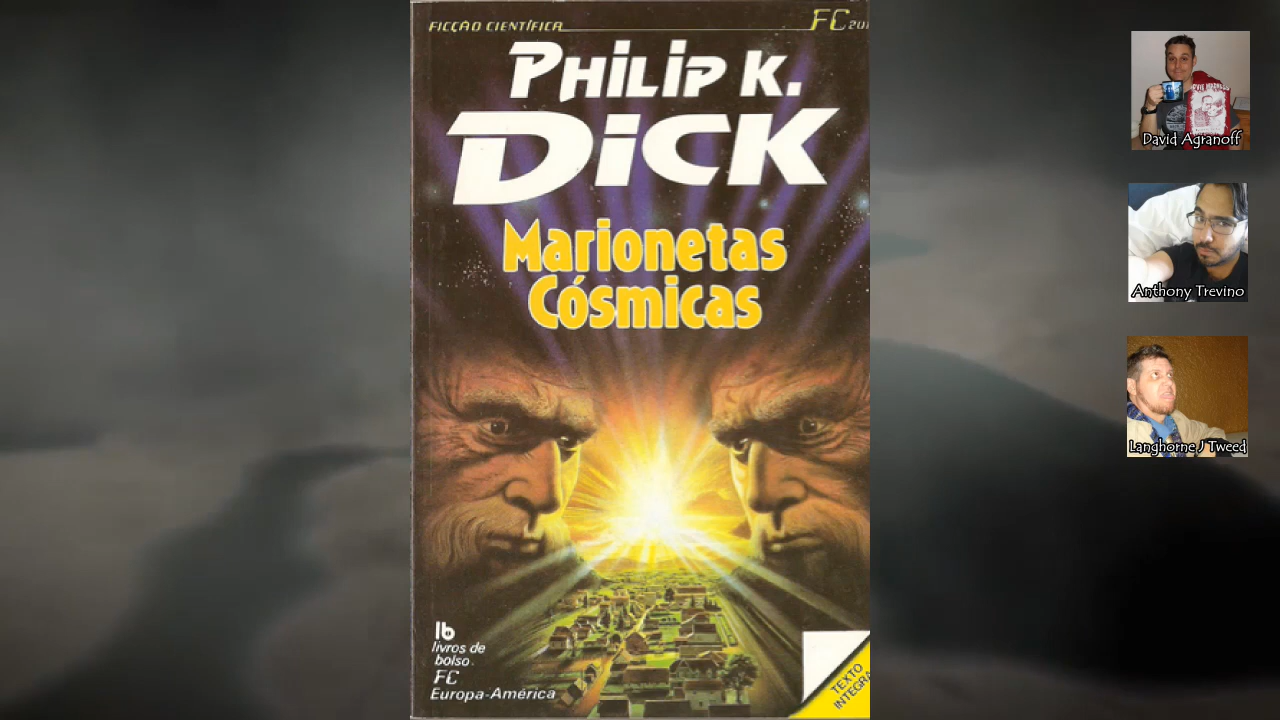 FICÇÃO CIENTÍFICA
FC
PHILIP K.
DICK
Marionetas
Cósmicas
lb
livros de
bolso
FC
Europa-América
TEXTO
David Agranoff
Anthony Trevino
Langhorne J Tweed